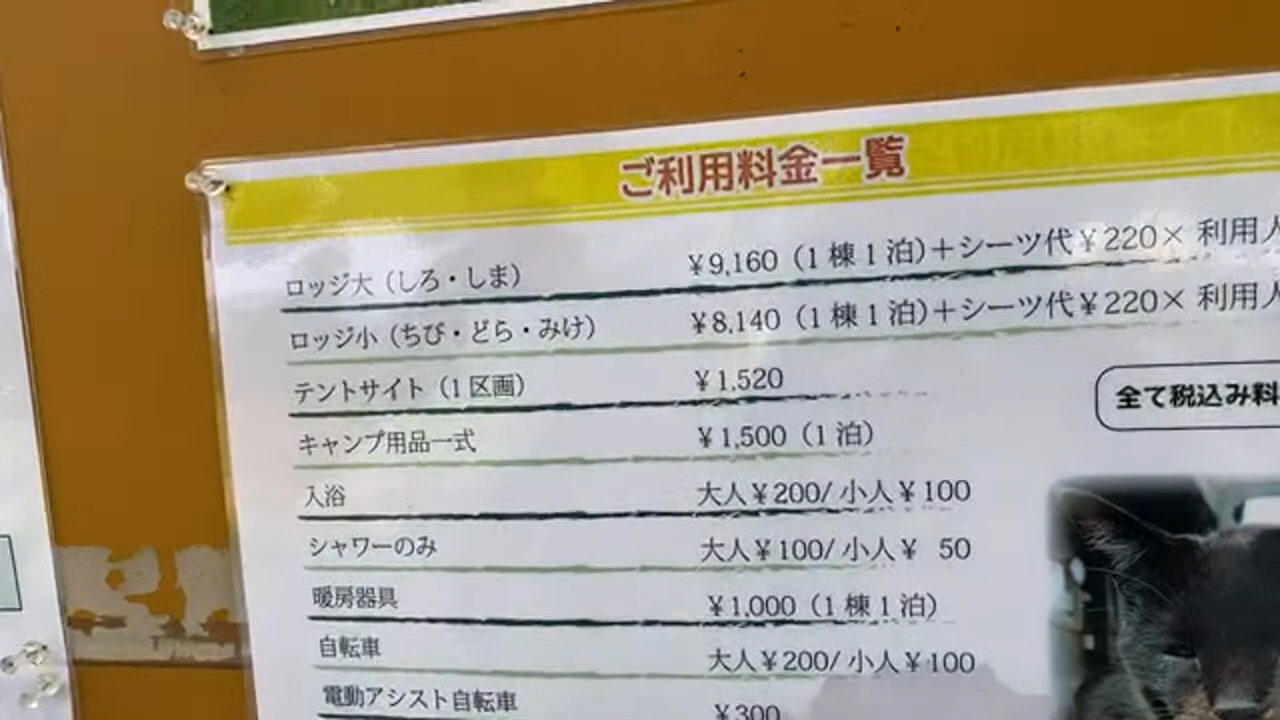 ご利用料金一覧
ロッジ大（しろ・しま） ￥9,160（1棟1泊）＋シーツ代￥220× 利用人
ロッジ小（ちび・どら・みけ） ￥8,140（1棟1泊）＋シーツ代￥220× 利用人
テントサイト（1区画） ￥1,520
全て税込み料
キャンプ用品一式 ￥1,500（1泊）
入浴 大人￥200/小人￥100
シャワーのみ 大人￥100/小人￥ 50
暖房器具 ￥1,000（1棟1泊）
自転車 大人￥200/小人￥100
電動アシスト自転車 ￥300